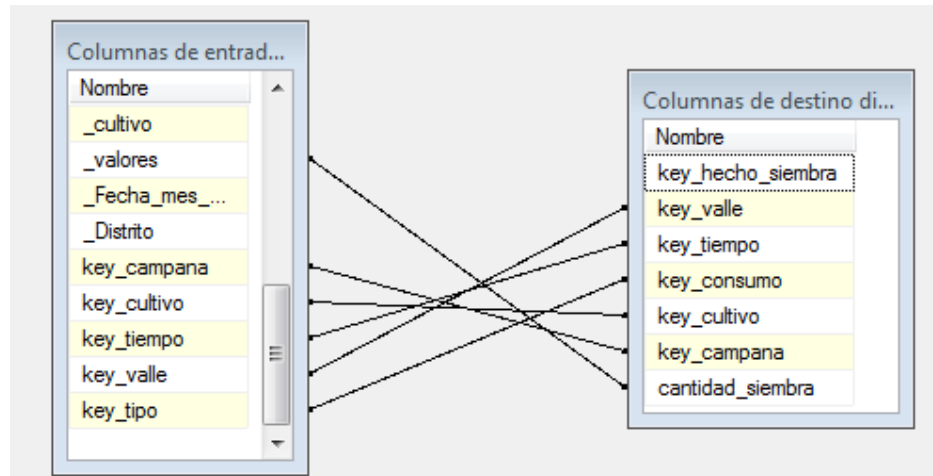 Columnas de entrad...
Nombre
_cultivo
_valores
_Fecha_mes_...
_Distrito
key_campana
key_cultivo
key_tiempo
key_valle
key_tipo
Columnas de destino di...
Nombre
key_hecho_siembra
key_valle
key_tiempo
key_consumo
key_cultivo
key_campana
cantidad_siembra